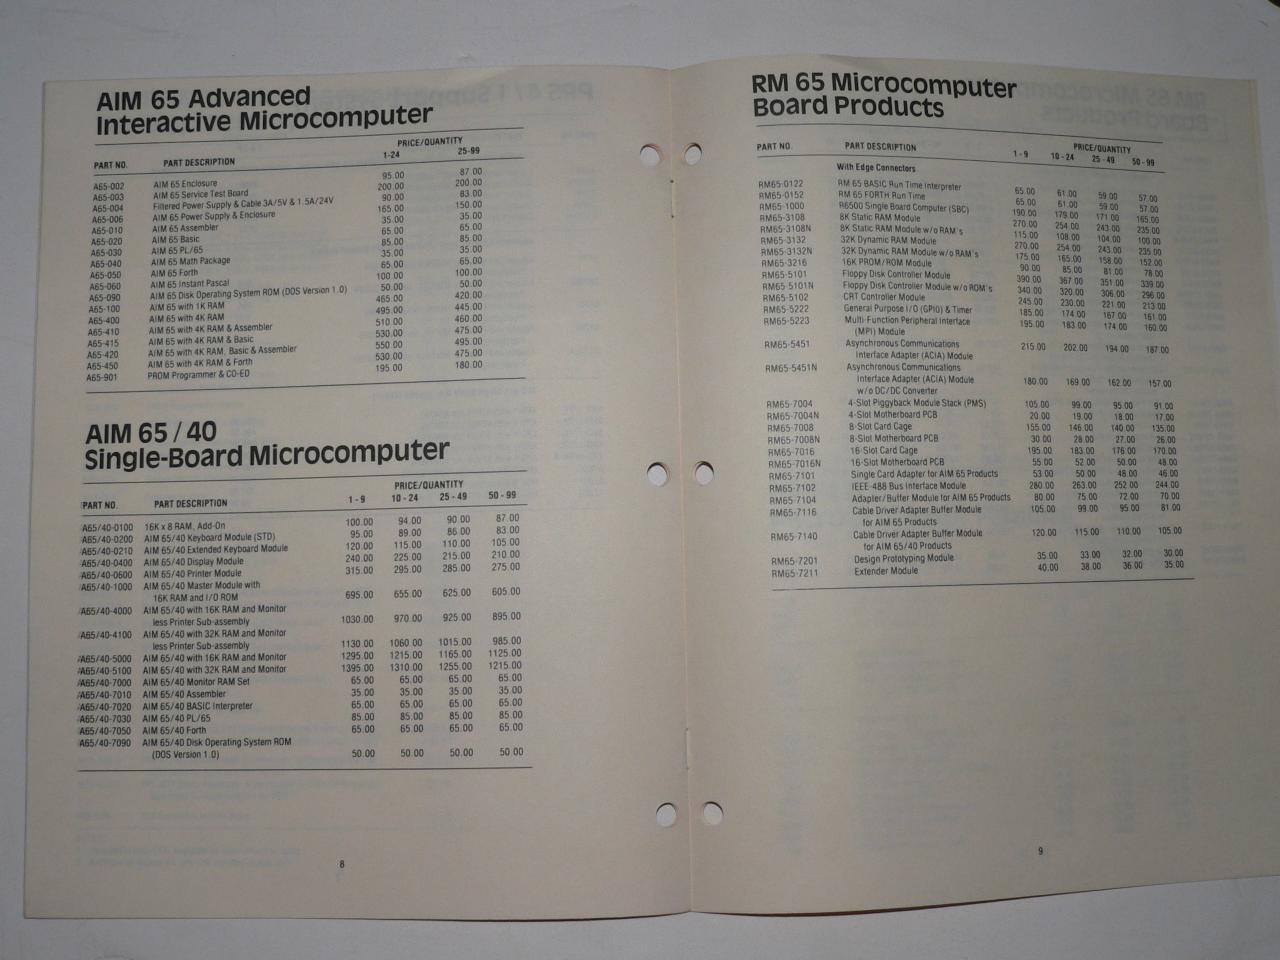 AIM 65 Advanced
Interactive Microcomputer
PRICE/QUANTITY
PART NO. PART DESCRIPTION 1-24 25-99
A65-002 AIM 65 Enclosure 95.00 87.00
A65-003 AIM 65 Service Test Board 200.00 200.00
A65-004 Filtered Power Supply & Cable 3A/5V & 1.5A/24V 90.00 83.00
A65-006 AIM 65 Power Supply & Enclosure 165.00 150.00
A65-010 AIM 65 Assembler 35.00 35.00
A65-020 AIM 65 Basic 65.00 65.00
A65-030 AIM 65 PL/65 85.00 85.00
A65-040 AIM 65 Math Package 35.00 35.00
A65-050 AIM 65 Forth 65.00 65.00
A65-060 AIM 65 Instant Pascal 100.00 100.00
A65-090 AIM 65 Disk Operating System ROM (DOS Version 1.0) 50.00 50.00
A65-100 AIM 65 with 1K RAM 465.00 420.00
A65-400 AIM 65 with 4K RAM 495.00 445.00
A65-410 AIM 65 with 4K RAM & Assembler 510.00 460.00
A65-415 AIM 65 with 4K RAM & Basic 530.00 475.00
A65-420 AIM 65 with 4K RAM, Basic & Assembler 550.00 495.00
A65-450 AIM 65 with 4K RAM & Forth 530.00 475.00
A65-901 PROM Programmer & CO-ED 195.00 180.00
AIM 65/40
Single-Board Microcomputer
PRICE/QUANTITY
PART NO. PART DESCRIPTION 1-9 10-24 25-49 50-99
A65/40-0100 16K x 8 RAM, Add-On 100.00 94.00 90.00 87.00
A65/40-0200 AIM 65/40 Keyboard Module (STD) 95.00 89.00 86.00 83.00
A65/40-0210 AIM 65/40 Extended Keyboard Module 120.00 115.00 110.00 105.00
A65/40-0400 AIM 65/40 Display Module 240.00 225.00 215.00 210.00
A65/40-0600 AIM 65/40 Printer Module 315.00 295.00 285.00 275.00
A65/40-1000 AIM 65/40 Master Module with
16K RAM and I/O ROM 695.00 655.00 625.00 605.00
A65/40-4000 AIM 65/40 with 16K RAM and Monitor
less Printer Sub-assembly 1030.00 970.00 925.00 895.00
A65/40-4100 AIM 65/40 with 32K RAM and Monitor
less Printer Sub-assembly 1130.00 1060.00 1015.00 985.00
A65/40-5000 AIM 65/40 with 16K RAM and Monitor 1295.00 1215.00 1165.00 1125.00
A65/40-5100 AIM 65/40 with 32K RAM and Monitor 1395.00 1310.00 1255.00 1215.00
A65/40-7000 AIM 65/40 Monitor RAM Set 65.00 65.00 65.00 65.00
A65/40-7010 AIM 65/40 Assembler 35.00 35.00 35.00 35.00
A65/40-7020 AIM 65/40 BASIC Interpreter 65.00 65.00 65.00 65.00
A65/40-7030 AIM 65/40 PL/65 85.00 85.00 85.00 85.00
A65/40-7050 AIM 65/40 Forth 65.00 65.00 65.00 65.00
A65/40-7090 AIM 65/40 Disk Operating System ROM
(DOS Version 1.0) 50.00 50.00 50.00 50.00
8
RM 65 Microcomputer
Board Products
PRICE/QUANTITY
PART NO. PART DESCRIPTION 1-9 10-24 25-49 50-99
With Edge Connectors
RM65-0122 RM 65 BASIC Run Time Interpreter 65.00 61.00 59.00 57.00
RM65-0152 RM 65 FORTH Run Time 65.00 61.00 59.00 57.00
RM65-1000 R6500 Single Board Computer (SBC) 190.00 179.00 171.00 165.00
RM65-3108 8K Static RAM Module 270.00 254.00 243.00 235.00
RM65-3108N 8K Static RAM Module w/o RAM's 115.00 108.00 104.00 100.00
RM65-3132 32K Dynamic RAM Module 270.00 254.00 243.00 235.00
RM65-3132N 32K Dynamic RAM Module w/o RAM's 175.00 165.00 158.00 152.00
RM65-3216 16K PROM/ROM Module 90.00 85.00 81.00 78.00
RM65-5101 Floppy Disk Controller Module 390.00 367.00 351.00 339.00
RM65-5101N Floppy Disk Controller Module w/o ROM's 340.00 320.00 306.00 296.00
RM65-5102 CRT Controller Module 245.00 230.00 221.00 213.00
RM65-5222 General Purpose I/O (GPIO) & Timer 185.00 174.00 167.00 161.00
RM65-5223 Multi-Function Peripheral Interface 195.00 183.00 174.00 160.00
(MPI) Module
RM65-5451 Asynchronous Communications
Interface Adapter (ACIA) Module 215.00 202.00 194.00 187.00
RM65-5451N Asynchronous Communications
Interface Adapter (ACIA) Module
w/o DC/DC Converter 180.00 169.00 162.00 157.00
RM65-7004 4-Slot Piggyback Module Stack (PMS) 105.00 99.00 95.00 91.00
RM65-7004N 4-Slot Motherboard PCB 20.00 19.00 18.00 17.00
RM65-7008 8-Slot Card Cage 155.00 146.00 140.00 135.00
RM65-7008N 8-Slot Motherboard PCB 30.00 28.00 27.00 26.00
RM65-7016 16-Slot Card Cage 195.00 183.00 176.00 170.00
RM65-7016N 16-Slot Motherboard PCB 55.00 52.00 50.00 48.00
RM65-7101 Single Card Adapter for AIM 65 Products 53.00 50.00 48.00 46.00
RM65-7102 IEEE-488 Bus Interface Module 280.00 263.00 252.00 244.00
RM65-7104 Adapter/Buffer Module for AIM 65 Products 80.00 75.00 72.00 70.00
RM65-7116 Cable Driver Adapter Buffer Module 105.00 99.00 95.00 81.00
for AIM 65 Products
RM65-7140 Cable Driver Adapter Buffer Module 120.00 115.00 110.00 105.00
for AIM 65/40 Products
RM65-7201 Design Prototyping Module 35.00 33.00 32.00 30.00
RM65-7211 Extender Module 40.00 38.00 36.00 35.00
9